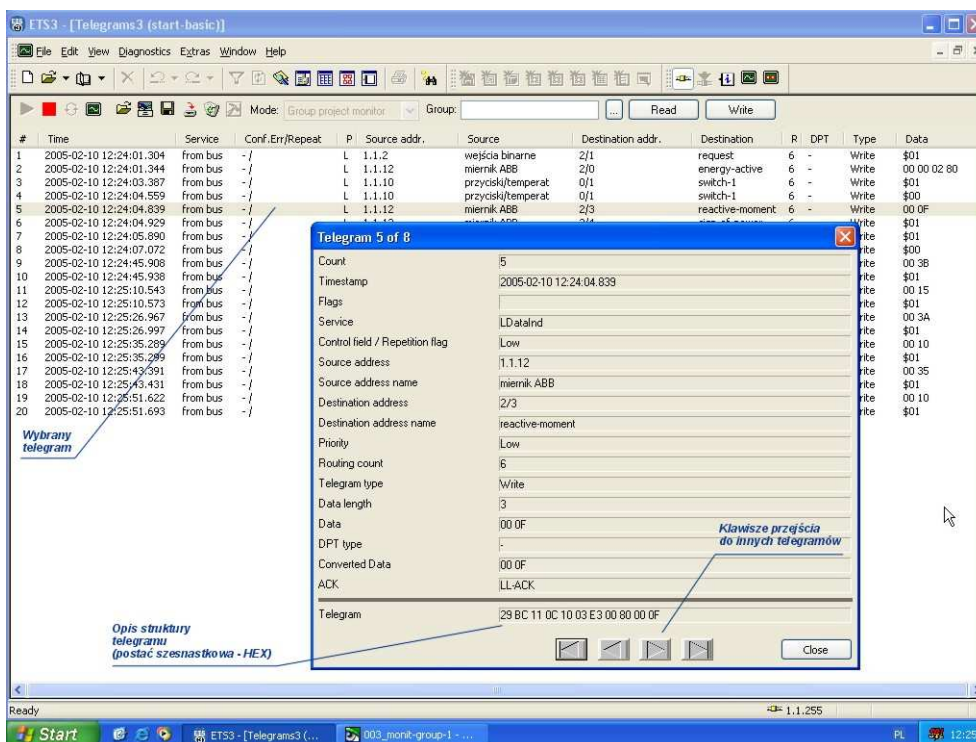 ETS3 - [Telegrams3 (start-basic)]
File Edit View Diagnostics Extras Window Help
Mode: Group project monitor Group: ... Read Write
# Time Service Conf.Err/Repeat P Source addr. Source Destination addr. Destination R DPT Type Data
1 2005-02-10 12:24:01.304 from bus - / L 1.1.2 wejścia binarne 2/1 request 6 - Write $01
2 2005-02-10 12:24:01.344 from bus - / L 1.1.12 miernik ABB 2/0 energy-active 6 - Write 00 00 02 80
3 2005-02-10 12:24:03.387 from bus - / L 1.1.10 przyciski/temperat 0/1 switch-1 6 - Write $01
4 2005-02-10 12:24:04.559 from bus - / L 1.1.10 przyciski/temperat 0/1 switch-1 6 - Write $00
5 2005-02-10 12:24:04.839 from bus - / L 1.1.12 miernik ABB 2/3 reactive-moment 6 - Write 00 0F
6 2005-02-10 12:24:04.929 from bus - / rite $01
7 2005-02-10 12:24:05.890 from bus - / rite $01
8 2005-02-10 12:24:07.072 from bus - / rite $00
9 2005-02-10 12:24:45.908 from bus - / rite 00 3B
10 2005-02-10 12:24:45.938 from bus - / rite $01
11 2005-02-10 12:25:10.543 from bus - / rite 00 15
12 2005-02-10 12:25:10.573 from bus - / rite $01
13 2005-02-10 12:25:26.967 from bus - / rite 00 3A
14 2005-02-10 12:25:26.997 from bus - / rite $01
15 2005-02-10 12:25:35.289 from bus - / rite 00 10
16 2005-02-10 12:25:35.299 from bus - / rite $01
17 2005-02-10 12:25:43.391 from bus - / rite 00 35
18 2005-02-10 12:25:43.431 from bus - / rite $01
19 2005-02-10 12:25:51.622 from bus - / rite 00 10
20 2005-02-10 12:25:51.693 from bus - / rite $01
Wybrany
telegram
Telegram 5 of 8
Count 5
Timestamp 2005-02-10 12:24:04.839
Flags
Service LDataInd
Control field / Repetition flag Low
Source address 1.1.12
Source address name miernik ABB
Destination address 2/3
Destination address name reactive-moment
Priority Low
Routing count 6
Telegram type Write
Data length 3
Data 00 0F
DPT type -
Converted Data 00 0F
ACK LL-ACK
Telegram 29 BC 11 0C 10 03 E3 00 80 00 0F
Klawisze przejścia
do innych telegramów
Opis struktury
telegramu
(postać szesnastkowa - HEX)
Close
Ready 1.1.255
Start ETS3 - [Telegrams3 (... 003_monit-group-1 - ... PL